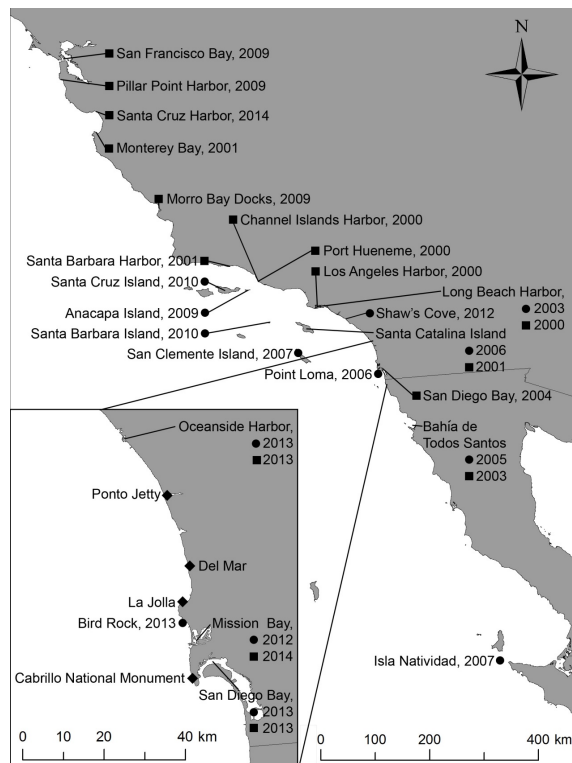 N
San Francisco Bay, 2009
Pillar Point Harbor, 2009
Santa Cruz Harbor, 2014
Monterey Bay, 2001
Morro Bay Docks, 2009
Channel Islands Harbor, 2000
Port Hueneme, 2000
Santa Barbara Harbor, 2001
Los Angeles Harbor, 2000
Santa Cruz Island, 2010
Long Beach Harbor,
2003
2000
Anacapa Island, 2009
Shaw's Cove, 2012
Santa Barbara Island, 2010
Santa Catalina Island
2006
2001
San Clemente Island, 2007
Point Loma, 2006
San Diego Bay, 2004
Bahía de
Todos Santos
2005
2003
Isla Natividad, 2007
Oceanside Harbor,
2013
2013
Ponto Jetty
Del Mar
La Jolla
Bird Rock, 2013
Mission Bay,
2012
2014
Cabrillo National Monument
San Diego Bay,
2013
2013
0 20 40 km
0 100 200 km